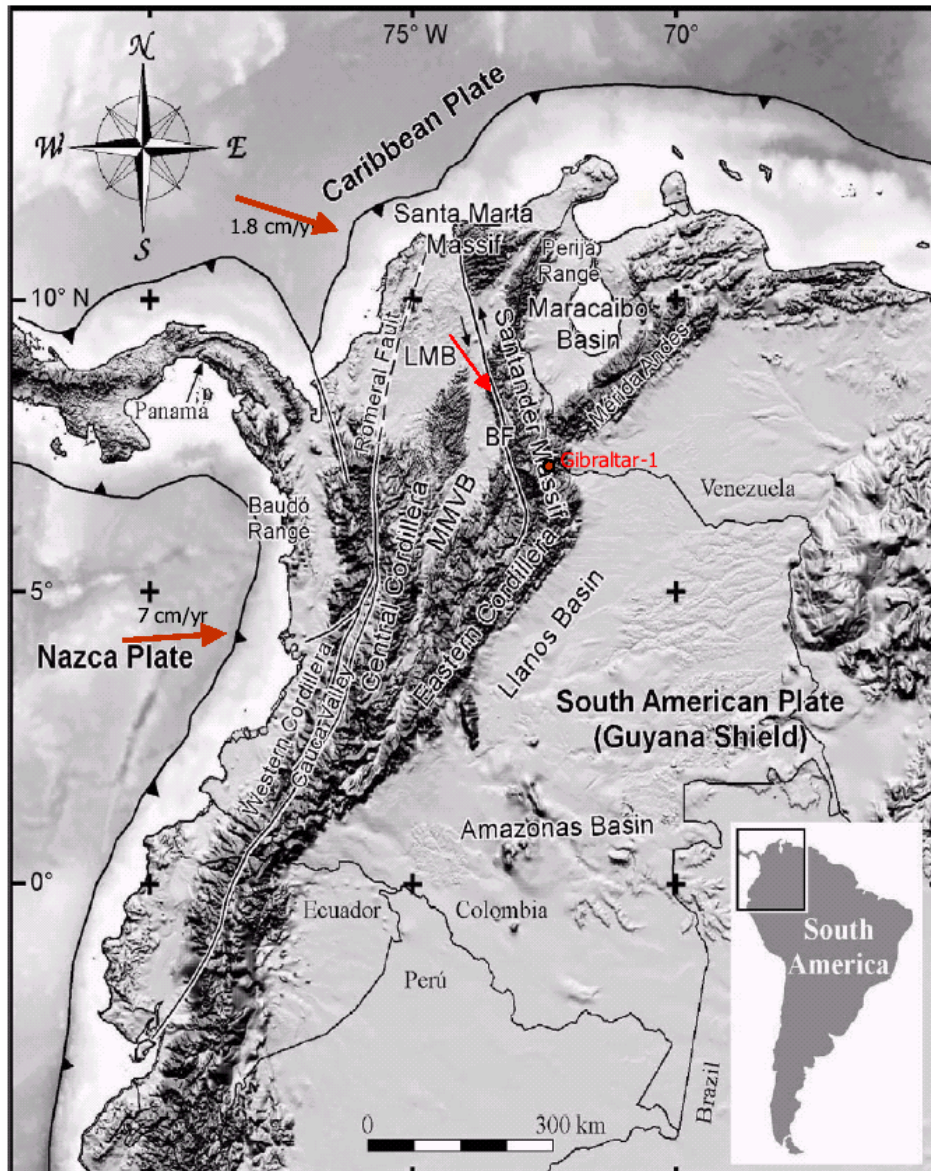 75° W
70°
N
W
E
S
Caribbean Plate
1.8 cm/yr
Santa Marta
Massif
Perija
Range
10° N
Maracaibo
Basin
Romeral Fault
LMB
Santander Massif
Merida Andes
Panamá
BF
Gibraltar-1
Venezuela
Baudó
Range
Central Cordillera
MMVB
5°
Eastern Cordillera
Llanos Basin
7 cm/yr
Nazca Plate
Western Cordillera
Cauca Valley
South American Plate
(Guyana Shield)
Amazonas Basin
0°
Ecuador
Colombia
Perú
Brazil
South
America
0
300 km